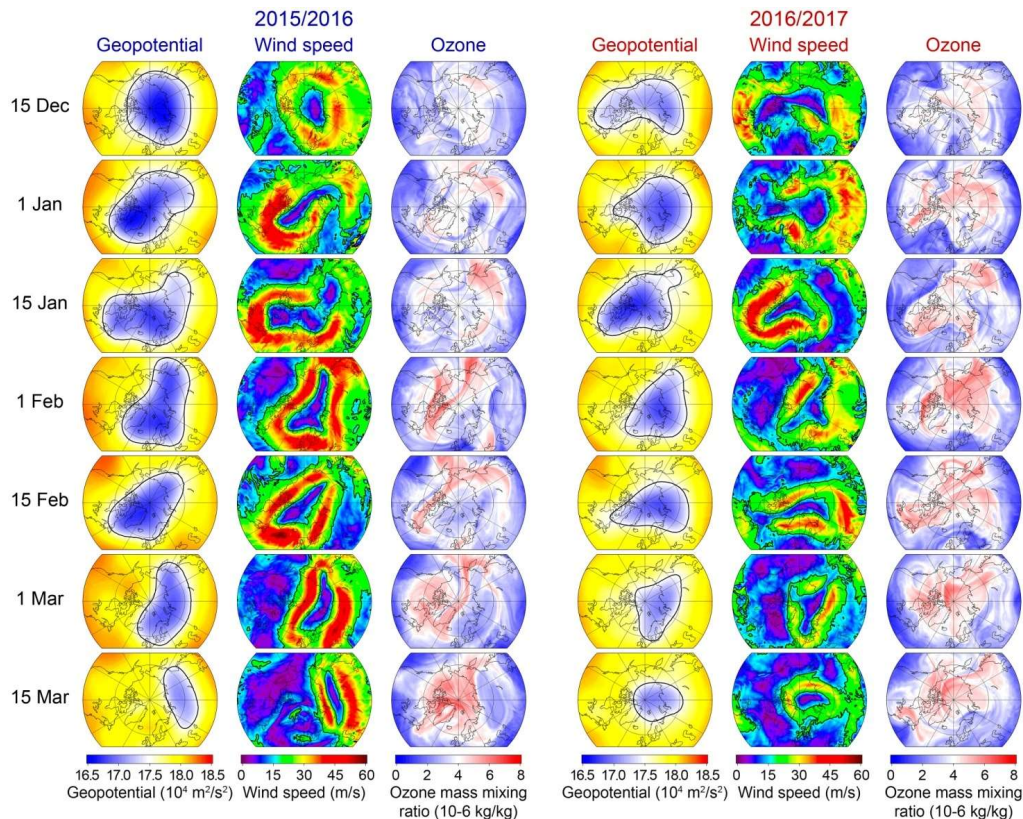 2015/2016 2016/2017
Geopotential Wind speed Ozone Geopotential Wind speed Ozone
15 Dec
1 Jan
15 Jan
1 Feb
15 Feb
1 Mar
15 Mar
16.5 17.0 17.5 18.0 18.5 0 15 30 45 60 0 2 4 6 8 16.5 17.0 17.5 18.0 18.5 0 15 30 45 60 0 2 4 6 8
Geopotential (10⁴ m²/s²) Wind speed (m/s) Ozone mass mixing Geopotential (10⁴ m²/s²) Wind speed (m/s) Ozone mass mixing
ratio (10-6 kg/kg) ratio (10-6 kg/kg)